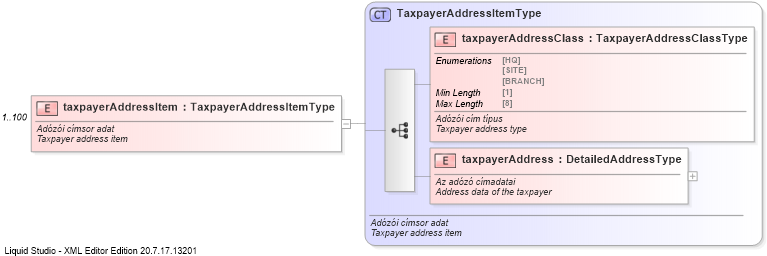 CT TaxpayerAddressItemType
E taxpayerAddressClass : TaxpayerAddressClassType
Enumerations [HQ]
[SITE]
[BRANCH]
Min Length [1]
Max Length [8]
Adózói cím típus
Taxpayer address type
1..100
E taxpayerAddressItem : TaxpayerAddressItemType
Adózói címsor adat
Taxpayer address item
E taxpayerAddress : DetailedAddressType
Az adózó címadatai
Address data of the taxpayer
Adózói címsor adat
Taxpayer address item
Liquid Studio - XML Editor Edition 20.7.17.13201